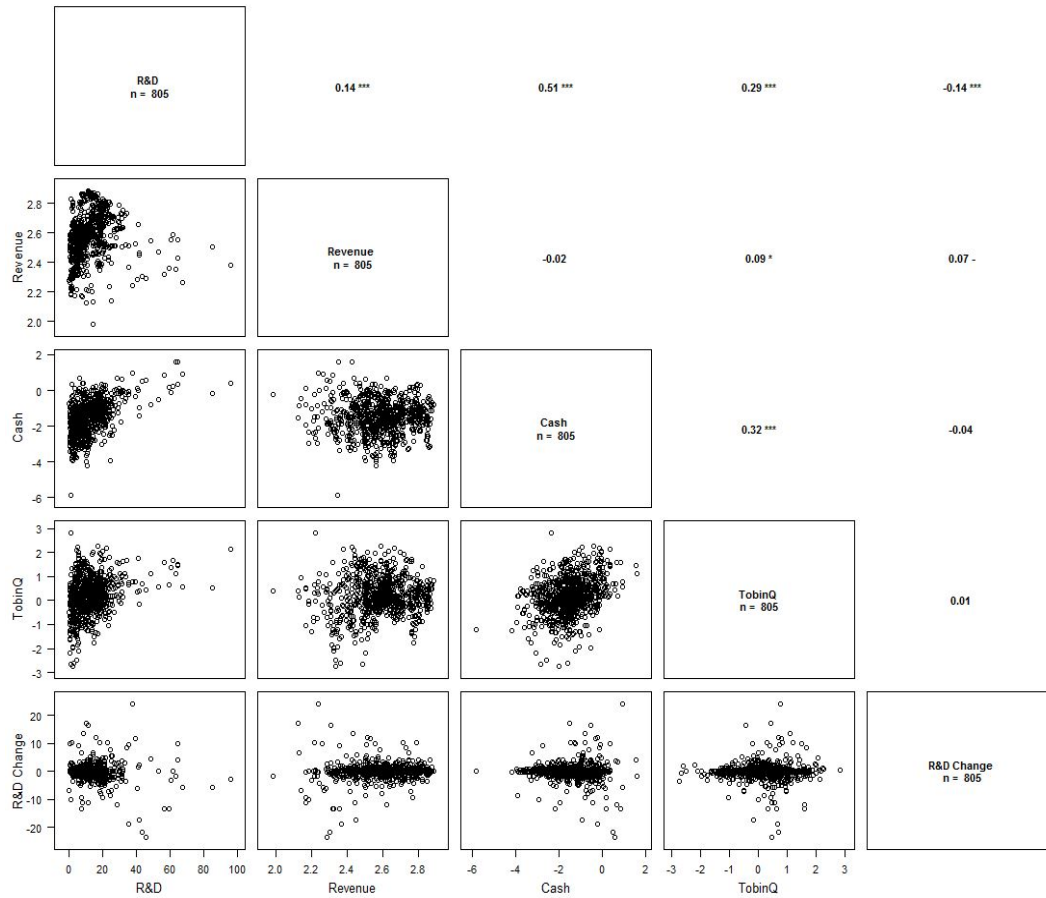 R&D
n = 805
0.14 ***
0.51 ***
0.29 ***
-0.14 ***
Revenue
2.8
2.6
2.4
2.2
2.0
Revenue
n = 805
-0.02
0.09 *
0.07 -
Cash
2
0
-2
-4
-6
Cash
n = 805
0.32 ***
-0.04
TobinQ
3
2
1
0
-1
-2
-3
TobinQ
n = 805
0.01
R&D Change
20
10
0
-10
-20
R&D Change
n = 805
0 20 40 60 80 100
R&D
2.0 2.2 2.4 2.6 2.8
Revenue
-6 -4 -2 0 2
Cash
-3 -2 -1 0 1 2 3
TobinQ